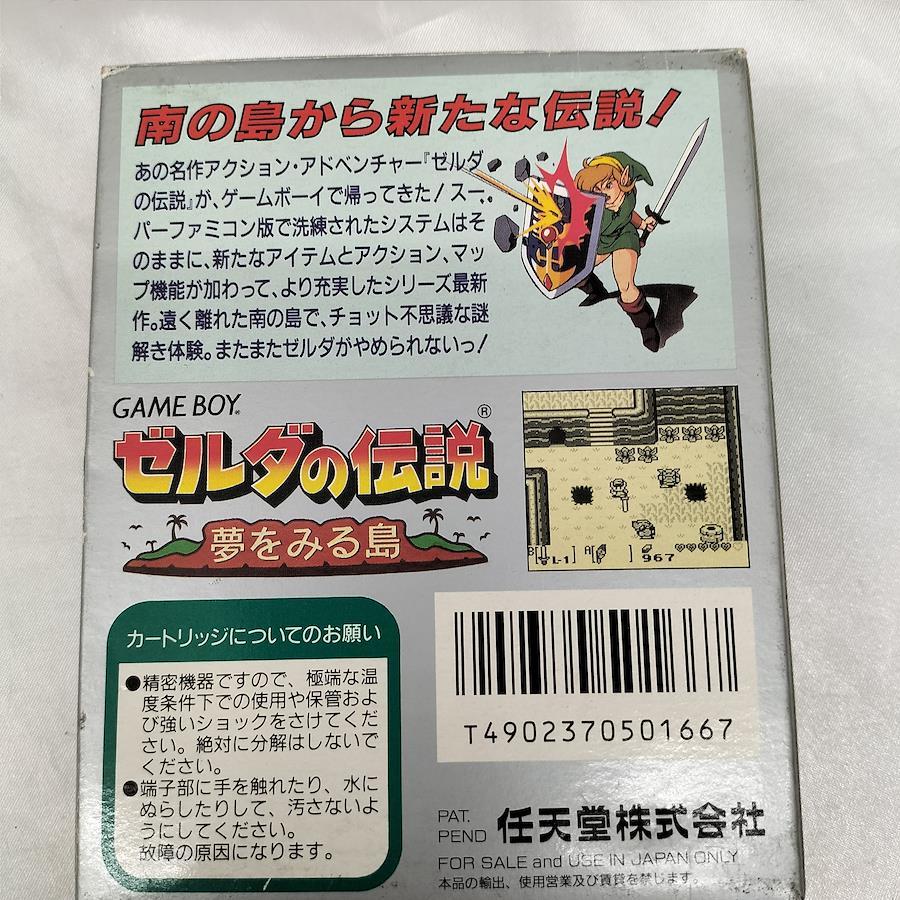 南の島から新たな伝説！
あの名作アクション・アドベンチャー『ゼルダ
の伝説』が、ゲームボーイで帰ってきた！スー
パーファミコン版で洗練されたシステムはそ
のままに、新たなアイテムとアクション、マッ
プ機能が加わって、より充実したシリーズ最新
作。遠く離れた南の島で、チョット不思議な謎
解き体験。またまたゼルダがやめられないっ！
GAME BOY®
ゼルダの伝説®
夢をみる島
B[ L-1] A[ ] 967
カートリッジについてのお願い
●精密機器ですので、極端な温
度条件下での使用や保管およ
び強いショックをさけてくだ
さい。絶対に分解はしないで
ください。
●端子部に手を触れたり、水に
ぬらしたりして、汚さないよ
うにしてください。
故障の原因になります。
T4902370501667
PAT.
PEND 任天堂株式会社
FOR SALE and USE IN JAPAN ONLY
本品の輸出、使用営業及び賃貸を禁じます。